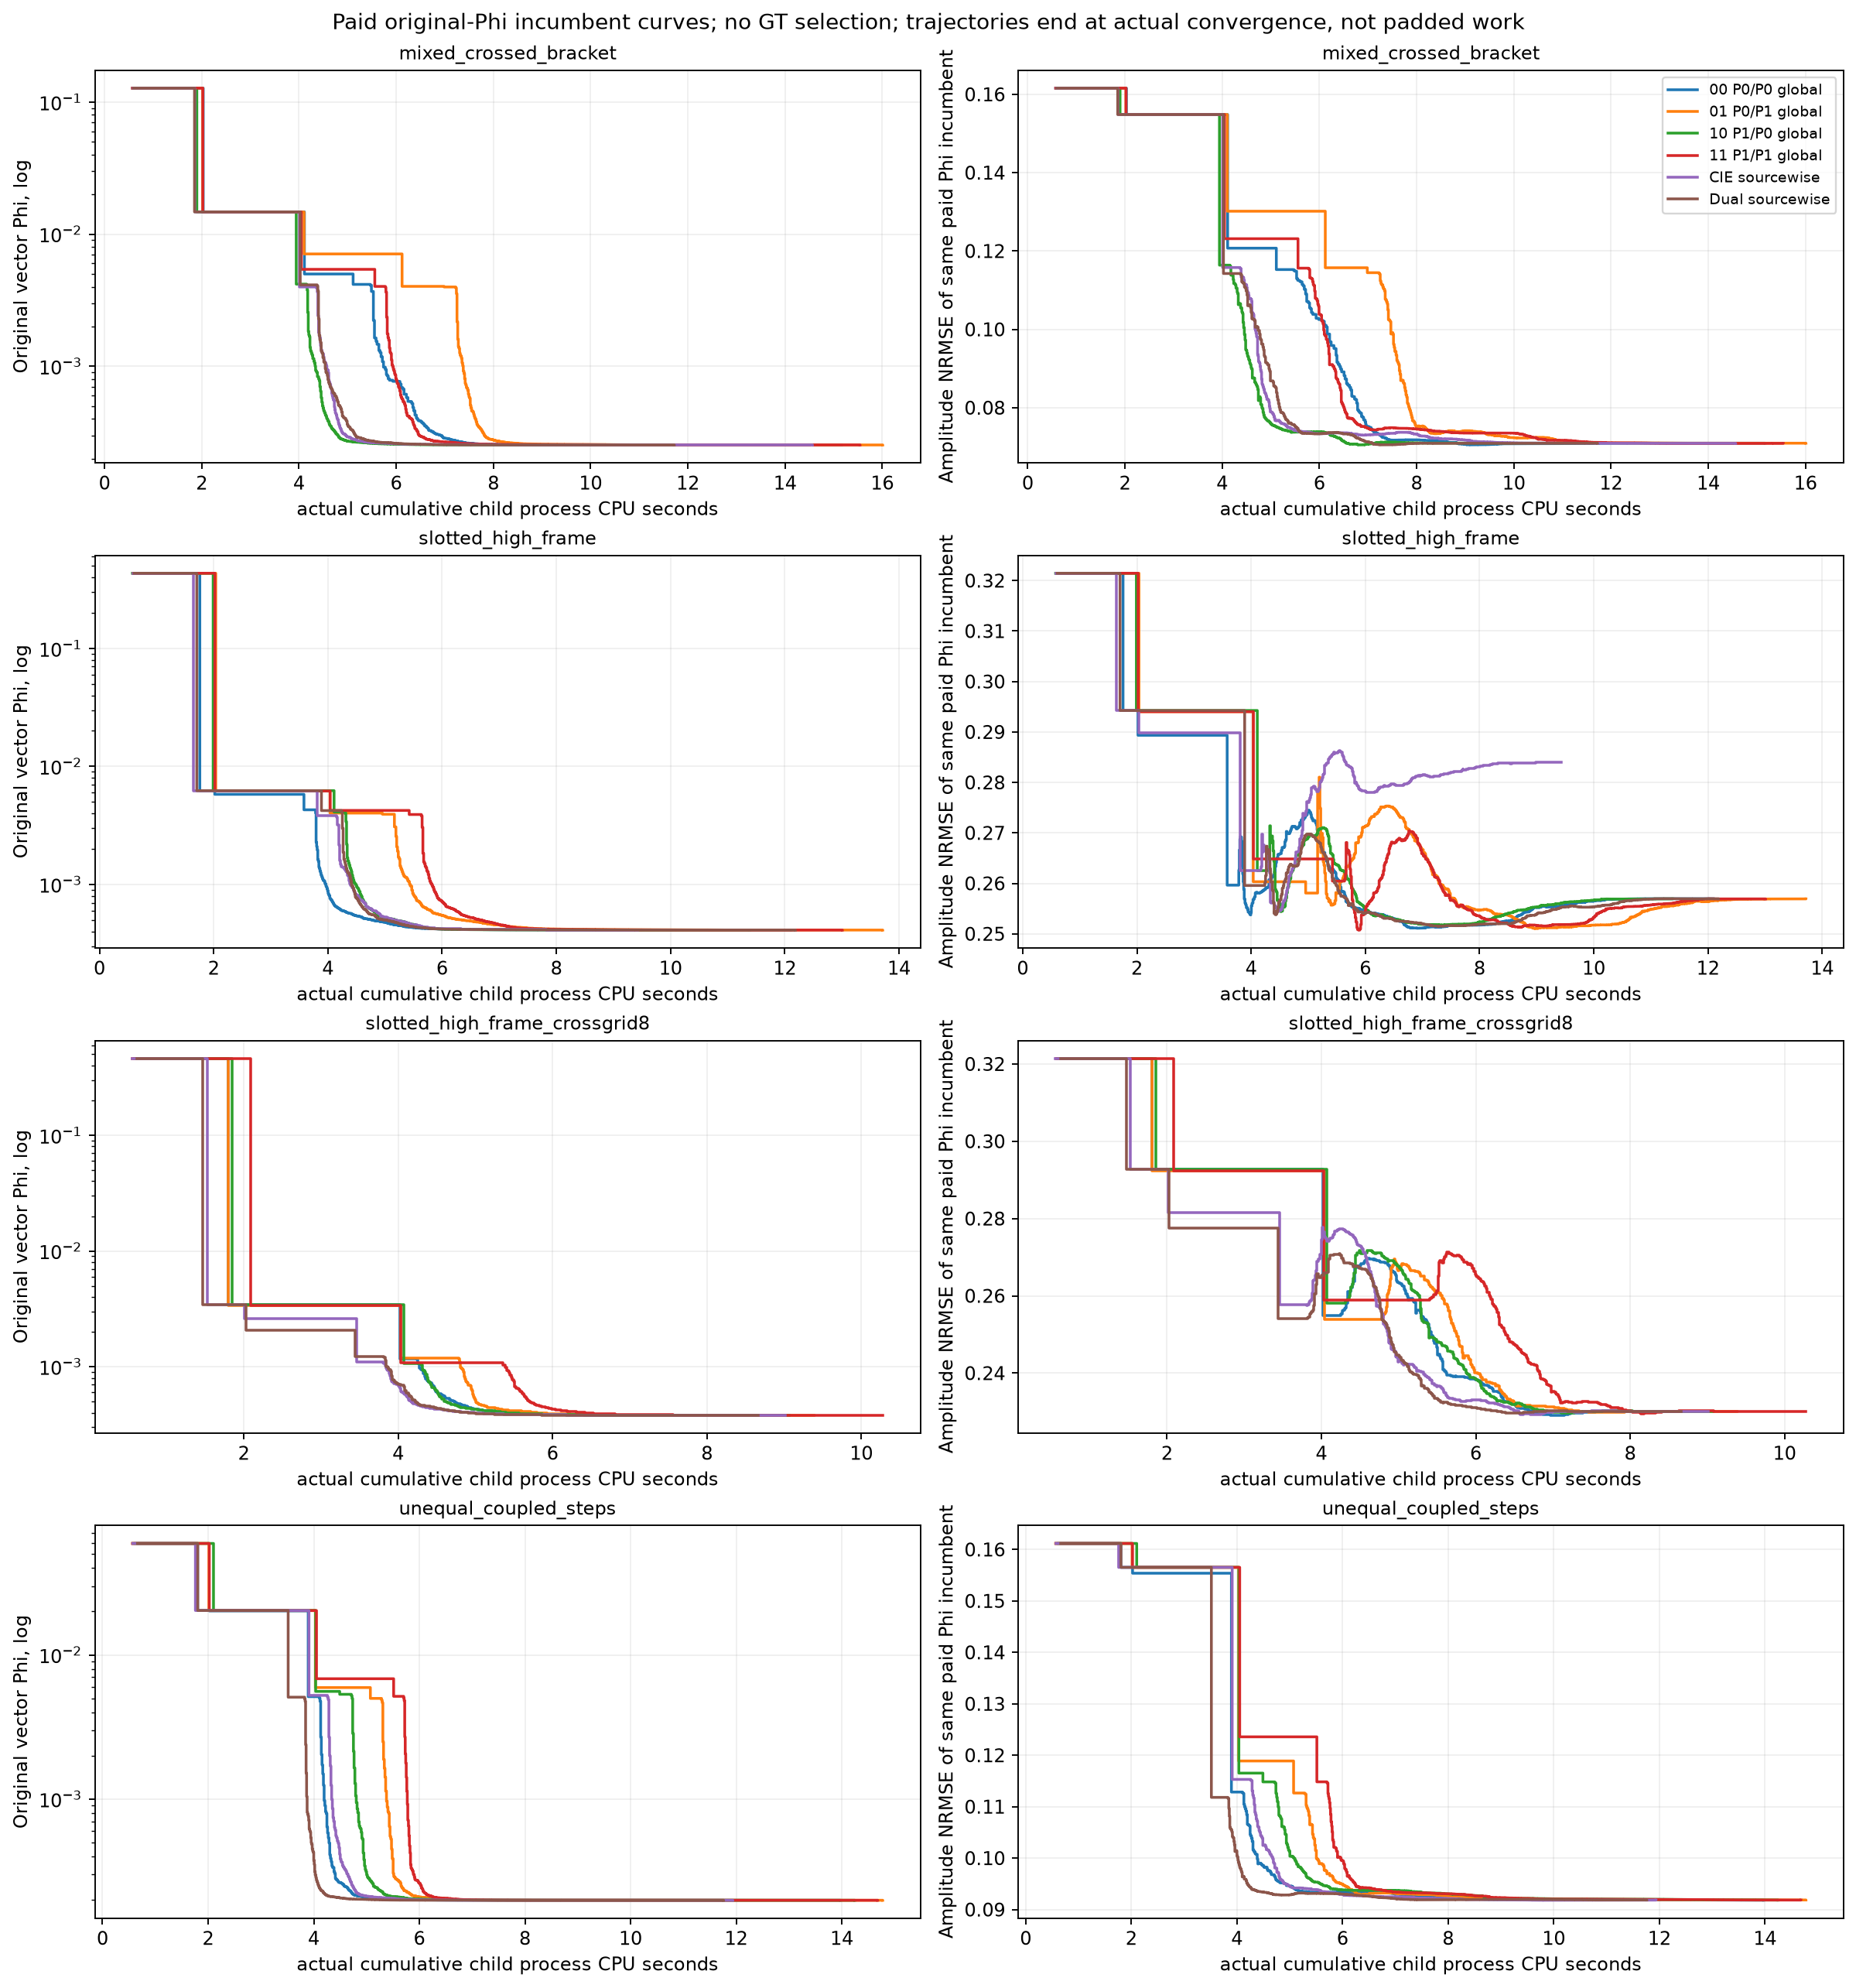 Paid original-Phi incumbent curves; no GT selection; trajectories end at actual convergence, not padded work
mixed_crossed_bracket
Original vector Phi, log
10⁻¹
10⁻²
10⁻³
0 2 4 6 8 10 12 14 16
actual cumulative child process CPU seconds
mixed_crossed_bracket
Amplitude NRMSE of same paid Phi incumbent
0.16
0.14
0.12
0.10
0.08
00 P0/P0 global
01 P0/P1 global
10 P1/P0 global
11 P1/P1 global
CIE sourcewise
Dual sourcewise
0 2 4 6 8 10 12 14 16
actual cumulative child process CPU seconds
slotted_high_frame
Original vector Phi, log
10⁻¹
10⁻²
10⁻³
0 2 4 6 8 10 12 14
actual cumulative child process CPU seconds
slotted_high_frame
Amplitude NRMSE of same paid Phi incumbent
0.32
0.31
0.30
0.29
0.28
0.27
0.26
0.25
0 2 4 6 8 10 12 14
actual cumulative child process CPU seconds
slotted_high_frame_crossgrid8
Original vector Phi, log
10⁻¹
10⁻²
10⁻³
2 4 6 8 10
actual cumulative child process CPU seconds
slotted_high_frame_crossgrid8
Amplitude NRMSE of same paid Phi incumbent
0.32
0.30
0.28
0.26
0.24
2 4 6 8 10
actual cumulative child process CPU seconds
unequal_coupled_steps
Original vector Phi, log
10⁻²
10⁻³
0 2 4 6 8 10 12 14
actual cumulative child process CPU seconds
unequal_coupled_steps
Amplitude NRMSE of same paid Phi incumbent
0.16
0.15
0.14
0.13
0.12
0.11
0.10
0.09
0 2 4 6 8 10 12 14
actual cumulative child process CPU seconds